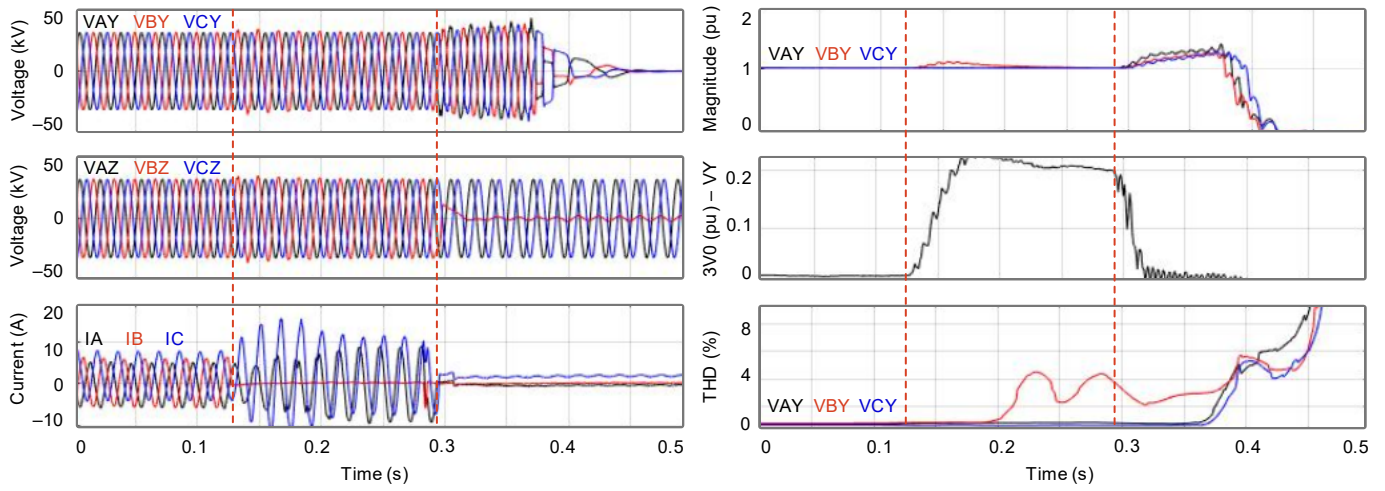 50
0
–50
Voltage (kV)
VAY VBY VCY
50
0
–50
Voltage (kV)
VAZ VBZ VCZ
20
10
0
–10
Current (A)
IA IB IC
0 0.1 0.2 0.3 0.4 0.5
Time (s)
2
1
0
Magnitude (pu)
VAY VBY VCY
0.2
0.1
0
3V0 (pu) – VY
8
4
0
THD (%)
VAY VBY VCY
0 0.1 0.2 0.3 0.4 0.5
Time (s)